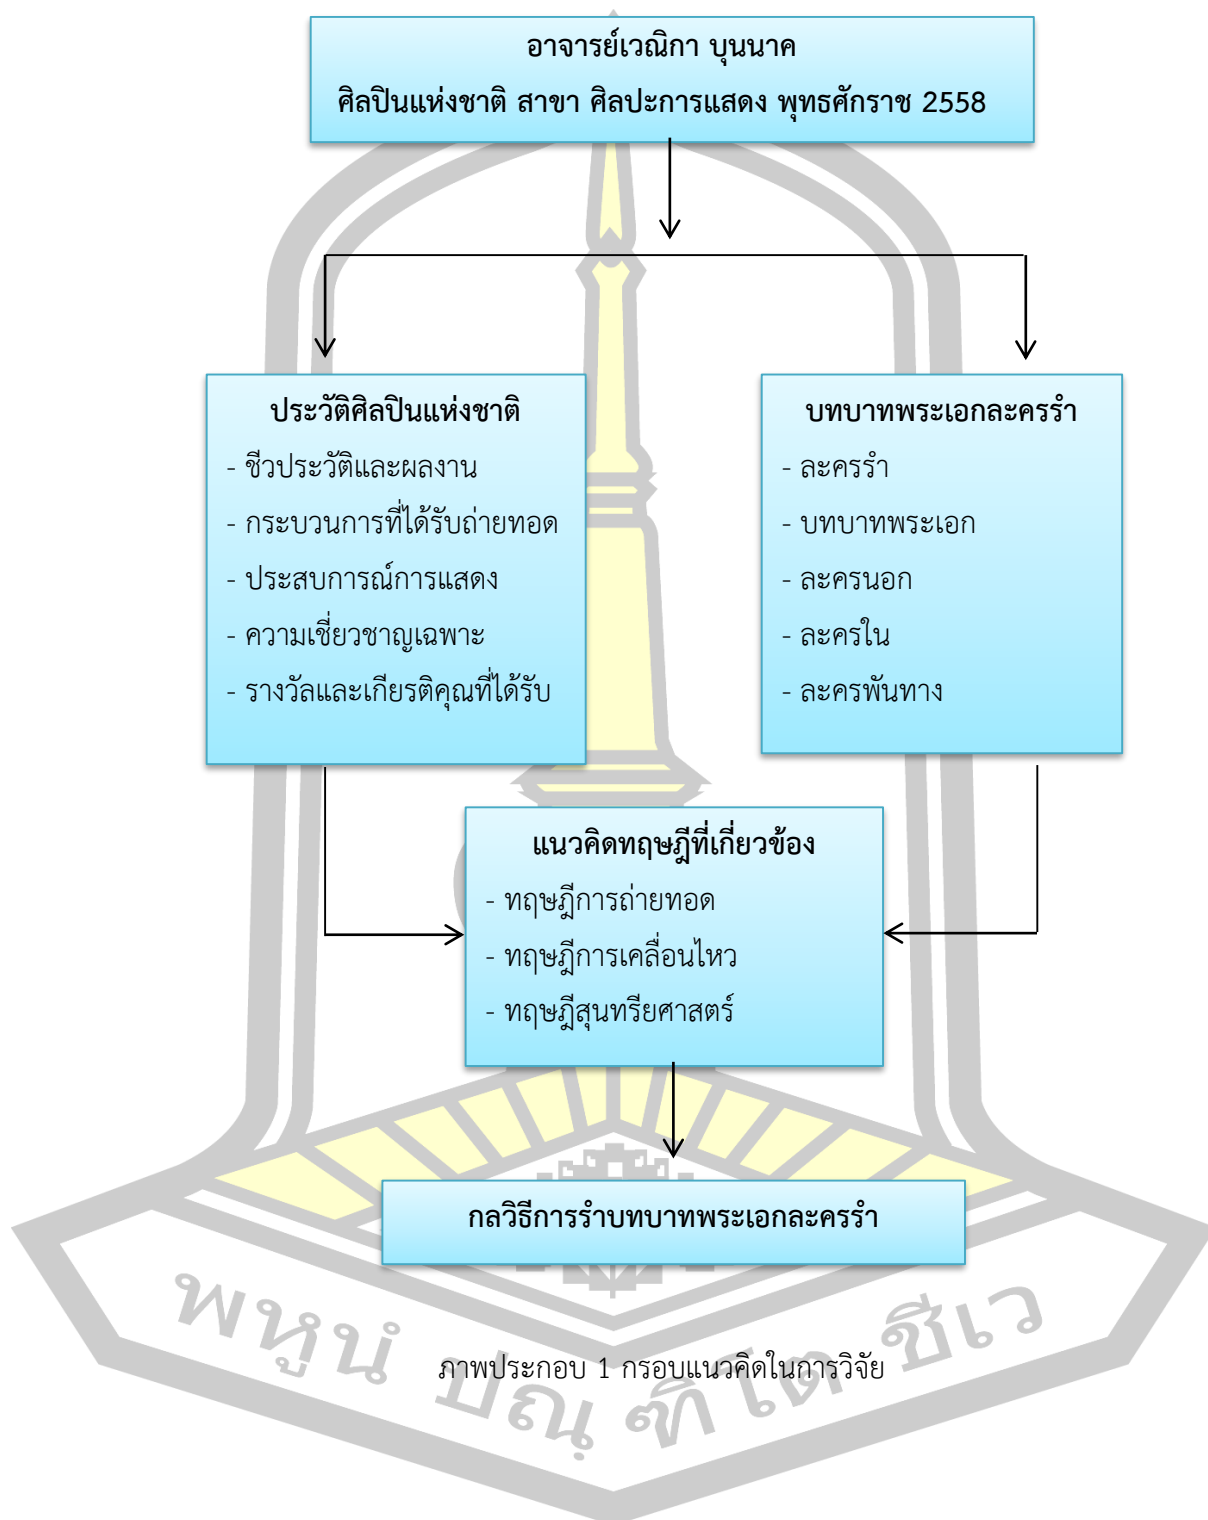 อาจารย์เวณิกา บุนนาค
ศิลปินแห่งชาติ สาขา ศิลปะการแสดง พุทธศักราช 2558
ประวัติศิลปินแห่งชาติ
- ชีวประวัติและผลงาน
- กระบวนการที่ได้รับถ่ายทอด
- ประสบการณ์การแสดง
- ความเชี่ยวชาญเฉพาะ
- รางวัลและเกียรติคุณที่ได้รับ
บทบาทพระเอกละครรำ
- ละครรำ
- บทบาทพระเอก
- ละครนอก
- ละครใน
- ละครพันทาง
แนวคิดทฤษฎีที่เกี่ยวข้อง
- ทฤษฎีการถ่ายทอด
- ทฤษฎีการเคลื่อนไหว
- ทฤษฎีสุนทรียศาสตร์
กลวิธีการรำบทบาทพระเอกละครรำ
ภาพประกอบ 1 กรอบแนวคิดในการวิจัย
พหูนํ ปณฺฑิโต ชีเว